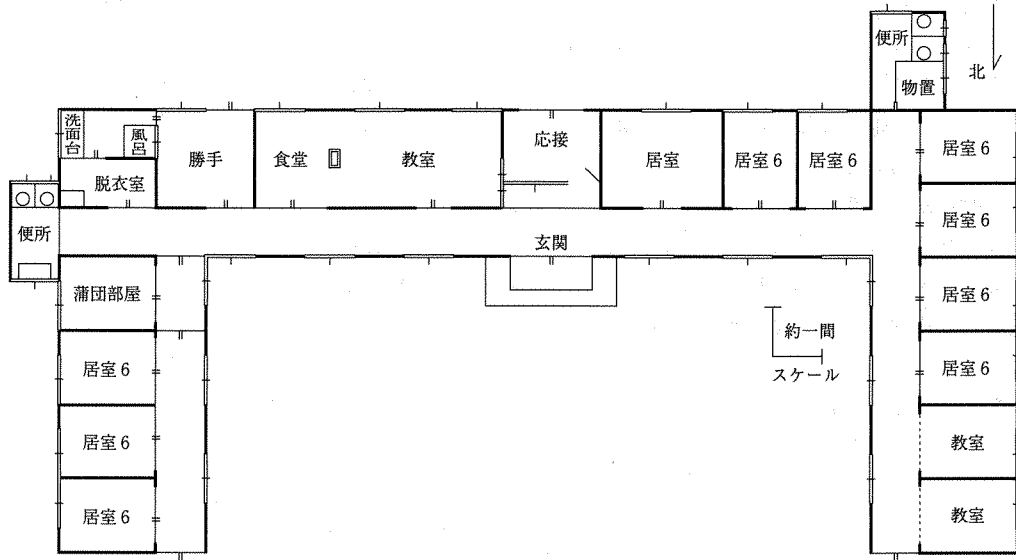 便所
物置
北
洗面台
風呂
勝手
食堂
教室
応接
居室
居室6
居室6
居室6
脱衣室
便所
居室6
玄関
蒲団部屋
居室6
約一間
スケール
居室6
居室6
居室6
教室
居室6
教室